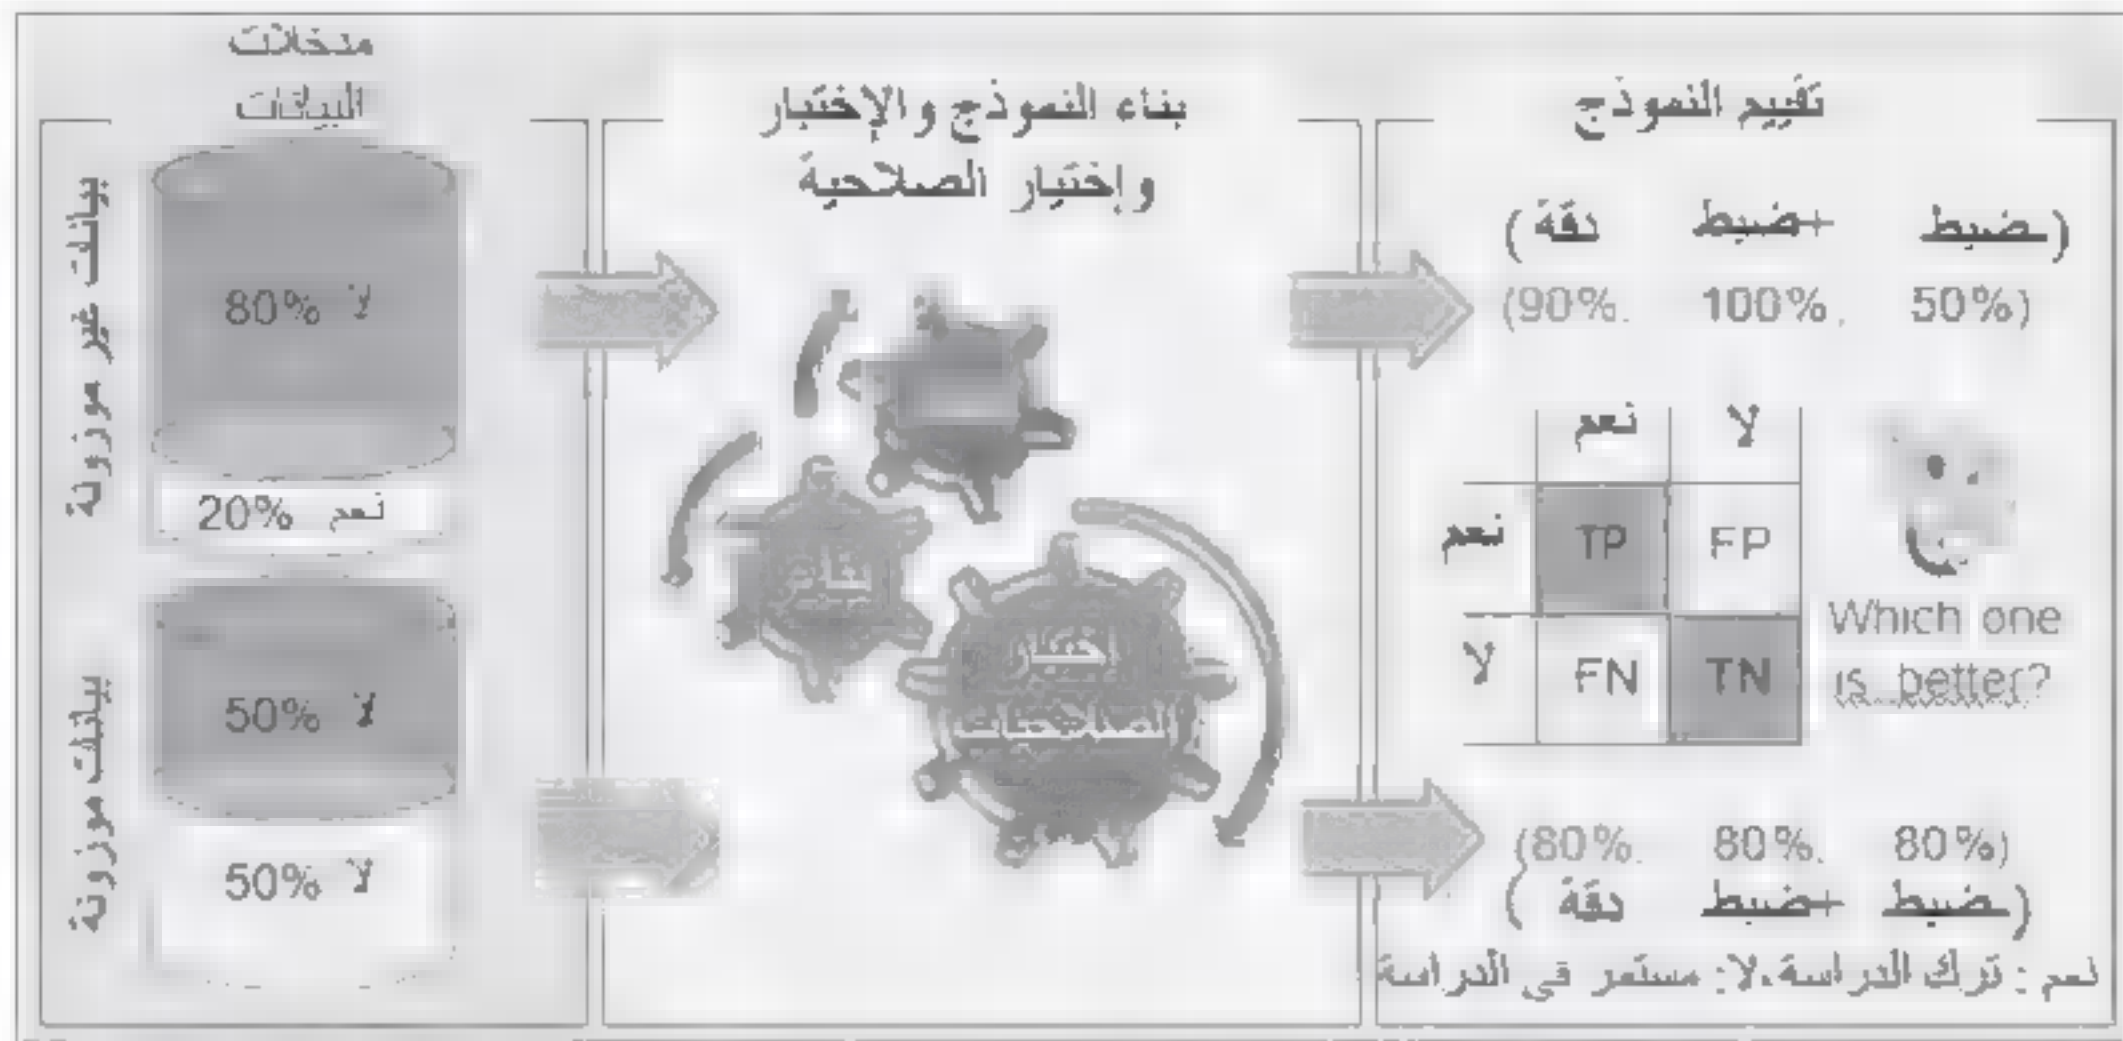 مدخلات
البيانات
بيانات غير موزونة
80% لا
20% نعم
بيانات موزونة
50% لا
50% لا
بناء النموذج والإختبار
وإختبار الصلاحية
تقييم النموذج
(دقة +ضبط -ضبط)
(90%. 100%, 50%)
نعم لا
نعم TP FP
لا FN TN
Which one
is better?
(80%. 80%. 80%)
(دقة +ضبط -ضبط)
نعم : ترك الدراسة،لا: مستمر في الدراسة